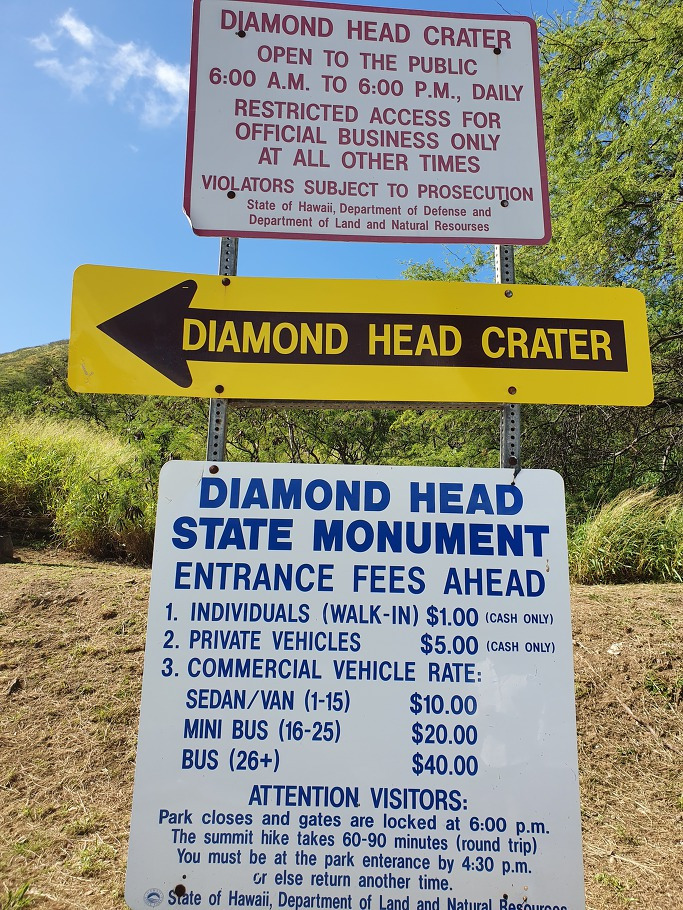 DIAMOND HEAD CRATER
OPEN TO THE PUBLIC
6:00 A.M. TO 6:00 P.M., DAILY
RESTRICTED ACCESS FOR
OFFICIAL BUSINESS ONLY
AT ALL OTHER TIMES
VIOLATORS SUBJECT TO PROSECUTION
State of Hawaii, Department of Defense and
Department of Land and Natural Resourses
DIAMOND HEAD CRATER
DIAMOND HEAD
STATE MONUMENT
ENTRANCE FEES AHEAD
1. INDIVIDUALS (WALK-IN) $1.00 (CASH ONLY)
2. PRIVATE VEHICLES $5.00 (CASH ONLY)
3. COMMERCIAL VEHICLE RATE:
SEDAN/VAN (1-15) $10.00
MINI BUS (16-25) $20.00
BUS (26+) $40.00
ATTENTION VISITORS:
Park closes and gates are locked at 6:00 p.m.
The summit hike takes 60-90 minutes (round trip)
You must be at the park entrance by 4:30 p.m.
or else return another time.
State of Hawaii, Department of Land and Natural Resources